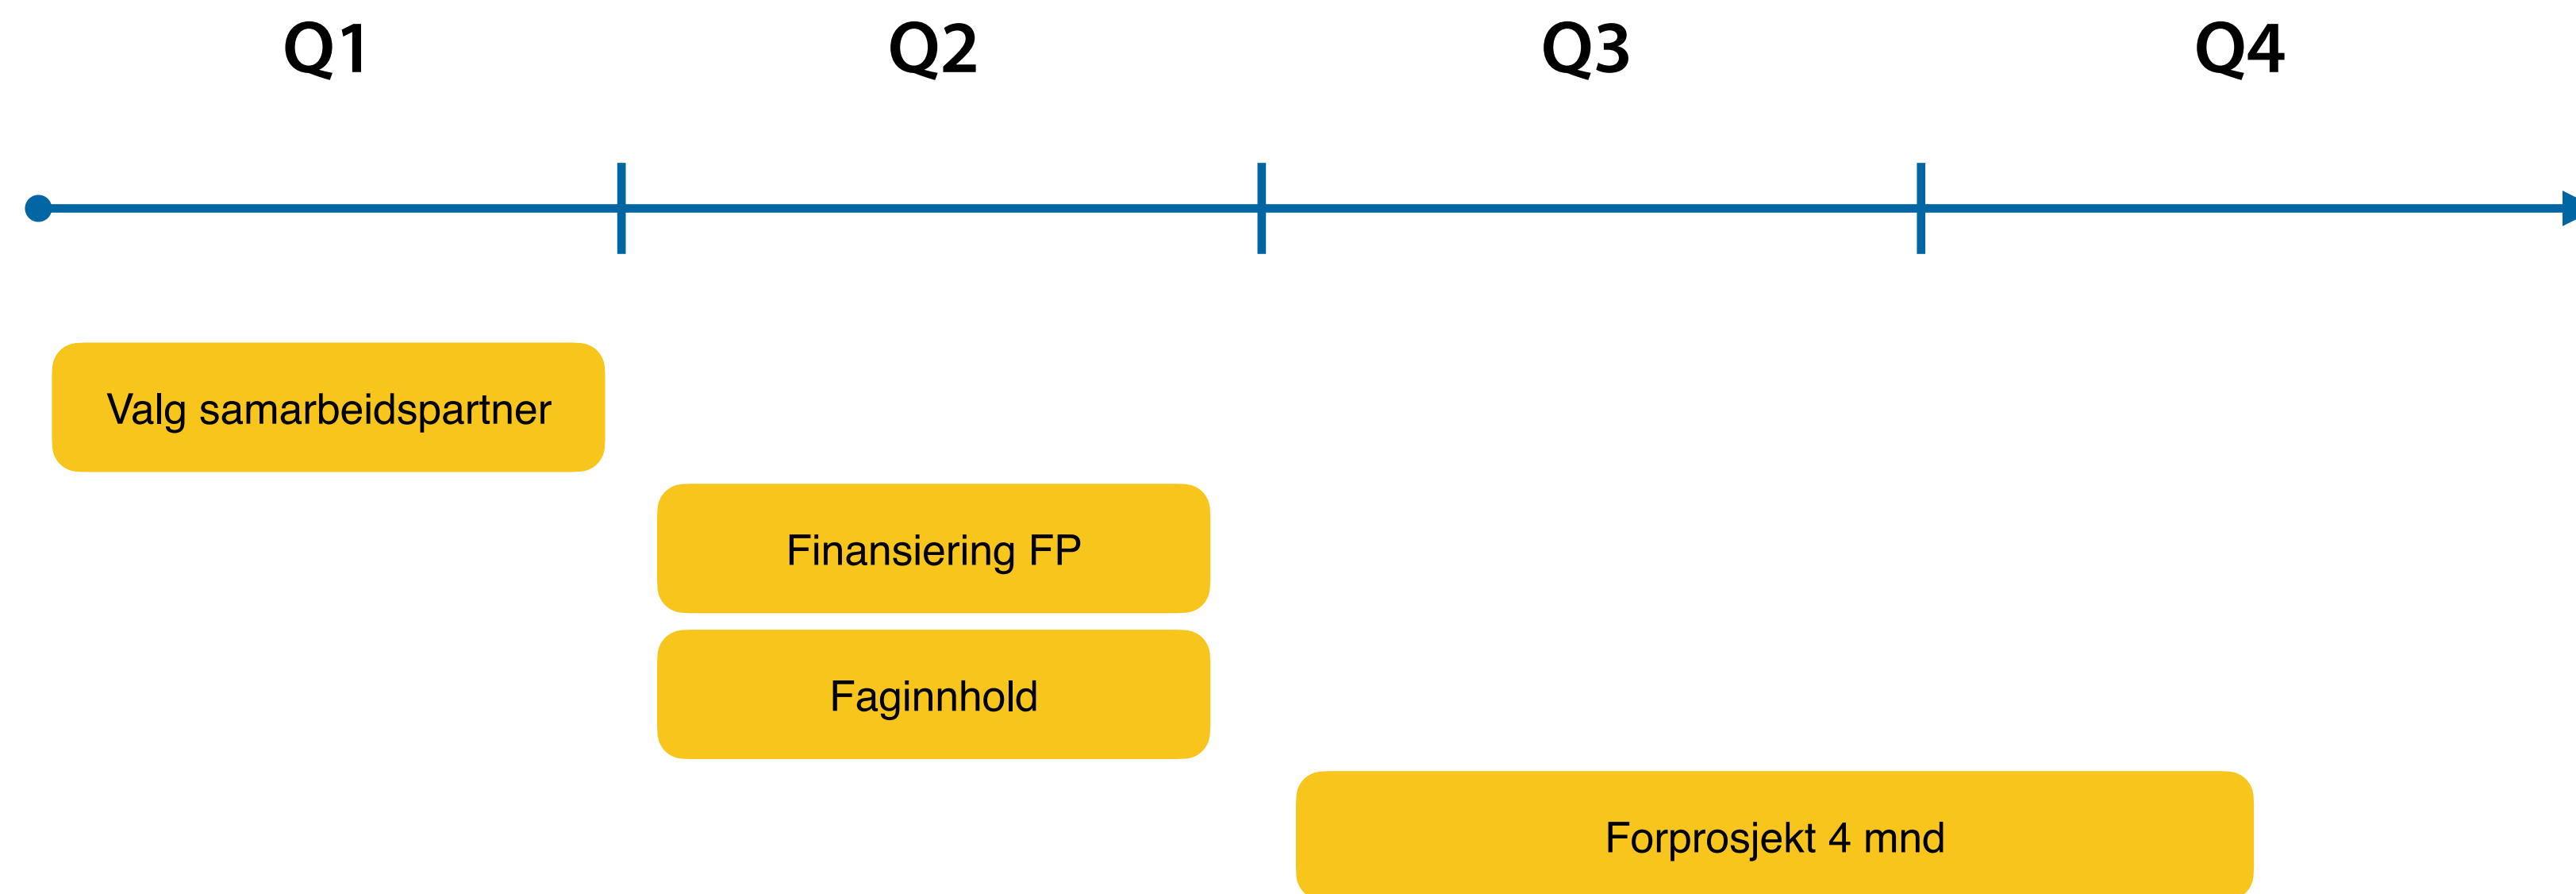 Q1 Q2 Q3 Q4
Valg samarbeidspartner
Finansiering FP
Faginnhold
Forprosjekt 4 mnd